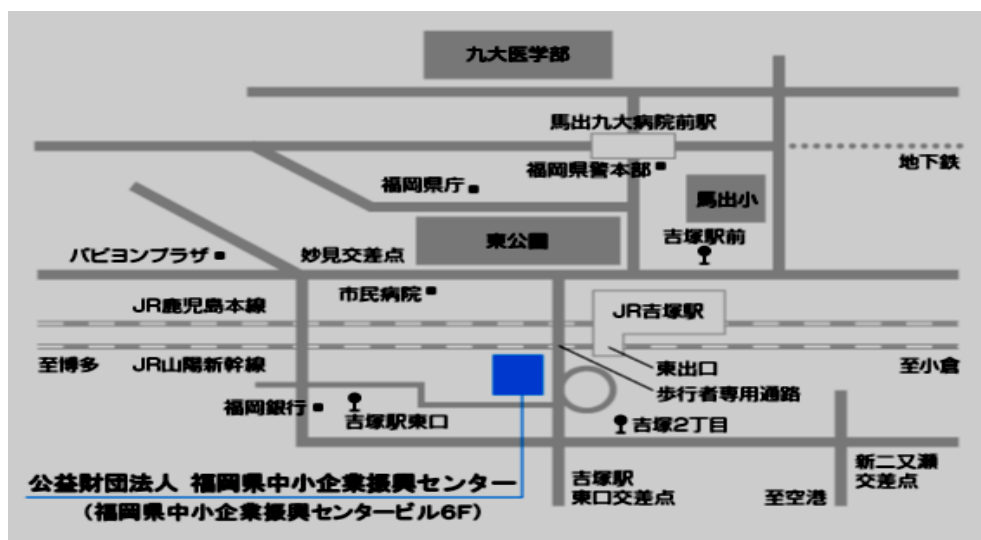 九大医学部
馬出九大病院前駅
地下鉄
福岡県警本部
福岡県庁
馬出小
東公園
吉塚駅前
パピヨンプラザ
妙見交差点
市民病院
JR鹿児島本線
JR吉塚駅
至博多
JR山陽新幹線
東出口
至小倉
歩行者専用通路
福岡銀行
吉塚駅東口
吉塚2丁目
新二又瀬
交差点
公益財団法人 福岡県中小企業振興センター
(福岡県中小企業振興センタービル6F)
吉塚駅
東口交差点
至空港